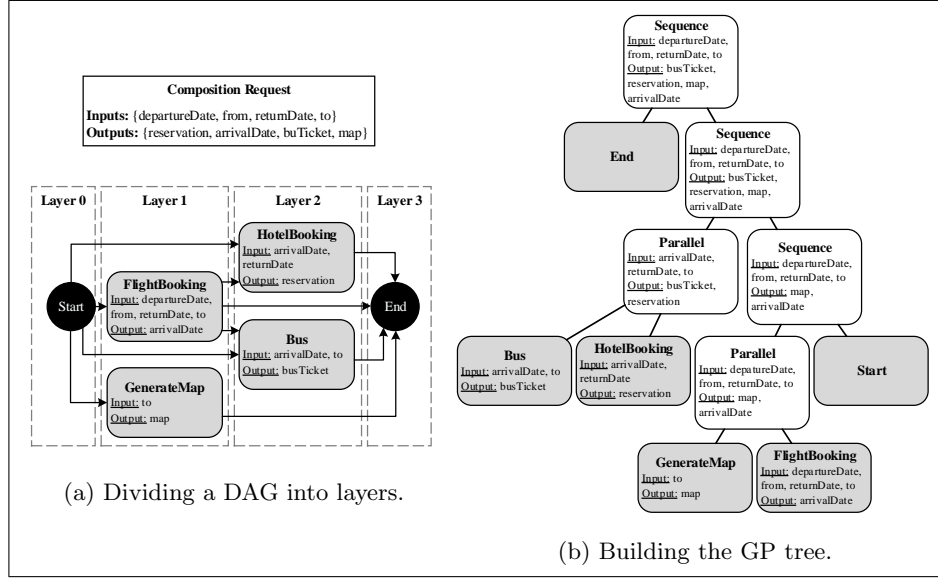 Composition Request
Inputs: {departureDate, from, returnDate, to}
Outputs: {reservation, arrivalDate, buTicket, map}
Layer 0
Layer 1
Layer 2
Layer 3
Start
FlightBooking
Input: departureDate,
from, returnDate, to
Output: arrivalDate
GenerateMap
Input: to
Output: map
HotelBooking
Input: arrivalDate,
returnDate
Output: reservation
Bus
Input: arrivalDate, to
Output: busTicket
End
(a) Dividing a DAG into layers.
Sequence
Input: departureDate,
from, returnDate, to
Output: busTicket,
reservation, map,
arrivalDate
End
Sequence
Input: departureDate,
from, returnDate, to
Output: busTicket,
reservation, map,
arrivalDate
Parallel
Input: arrivalDate,
returnDate, to
Output: busTicket,
reservation
Sequence
Input: departureDate,
from, returnDate, to
Output: map,
arrivalDate
Bus
Input: arrivalDate, to
Output: busTicket
HotelBooking
Input: arrivalDate,
returnDate
Output: reservation
Parallel
Input: depatureDate,
from, returnDate, to
Output: map,
arrivalDate
Start
GenerateMap
Input: to
Output: map
FlightBooking
Input: departureDate,
from, returnDate, to
Output: arrivalDate
(b) Building the GP tree.